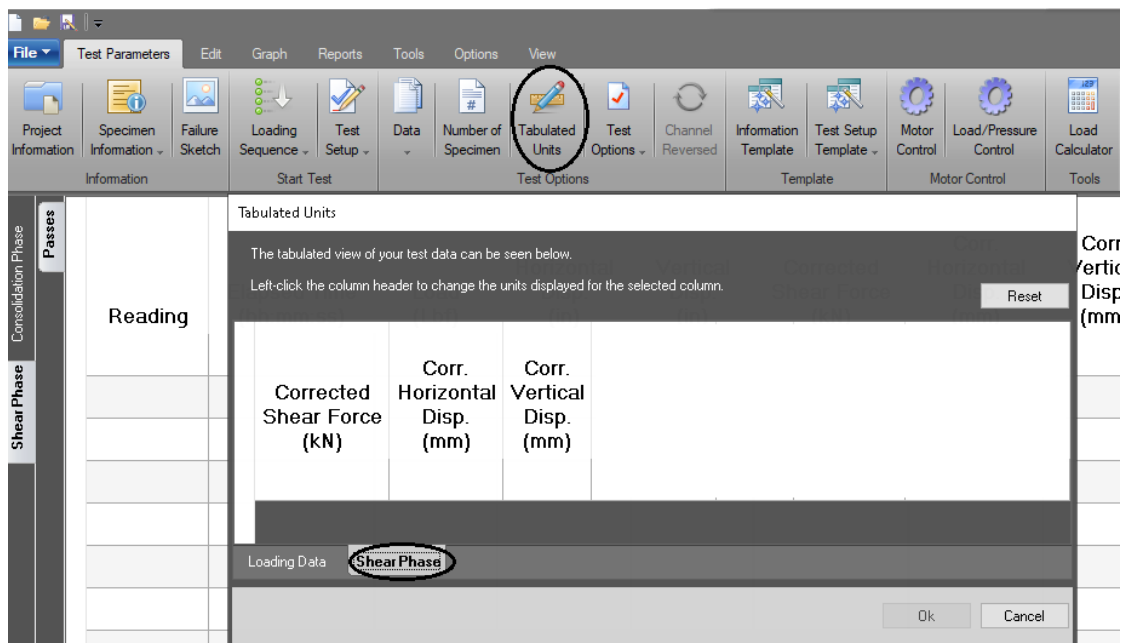 File Test Parameters Edit Graph Reports Tools Options View
Project Information
Specimen Information
Failure Sketch
Loading Sequence
Test Setup
Data
Number of Specimen
Tabulated Units
Test Options
Channel Reversed
Information Template
Test Setup Template
Motor Control
Load/Pressure Control
Load Calculator
Information Start Test Test Options Template Motor Control Tools
Consolidation Phase
Shear Phase
Passes
Reading
Tabulated Units
The tabulated view of your test data can be seen below.
Left-click the column header to change the units displayed for the selected column.
Reset
Corrected
Shear Force
(kN)
Corr.
Horizontal
Disp.
(mm)
Corr.
Vertical
Disp.
(mm)
Loading Data Shear Phase
Ok Cancel
Corr
Vertic
Disp
(mm